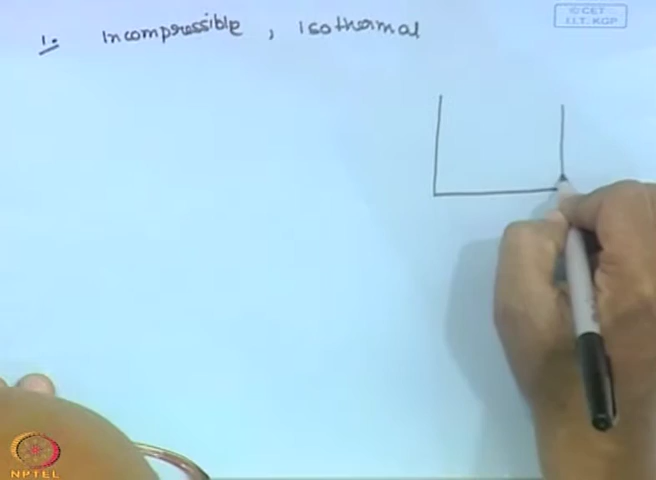 1. Incompressible, Isothermal
© CET
I.I.T. KGP
NPTEL